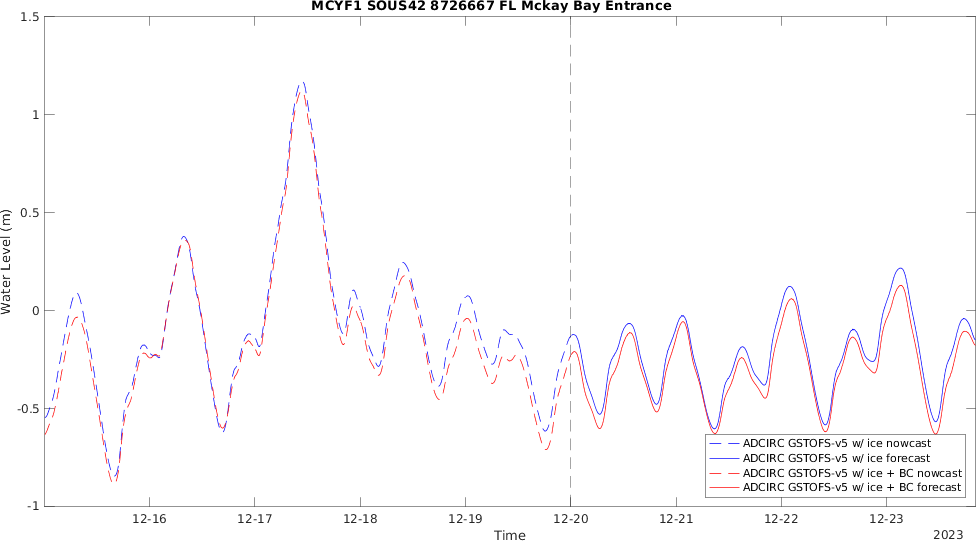 MCYF1 SOUS42 8726667 FL Mckay Bay Entrance
1.5
1
0.5
0
-0.5
-1
Water Level (m)
12-16 12-17 12-18 12-19 12-20 12-21 12-22 12-23
Time
2023
ADCIRC GSTOFS-v5 w/ ice nowcast
ADCIRC GSTOFS-v5 w/ ice forecast
ADCIRC GSTOFS-v5 w/ ice + BC nowcast
ADCIRC GSTOFS-v5 w/ ice + BC forecast